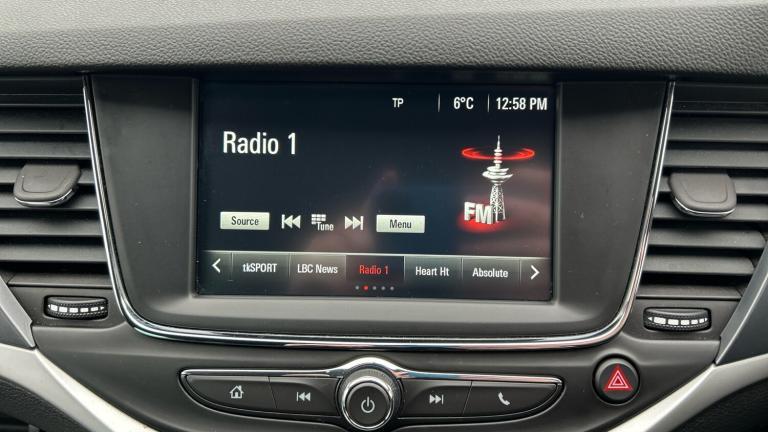 TP 6°C 12:58 PM
Radio 1
FM
Source Tune Menu
tkSPORT LBC News Radio 1 Heart Ht Absolute